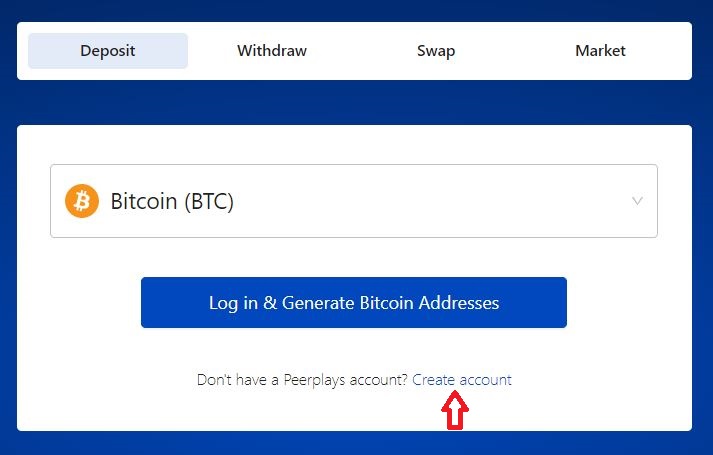 Deposit Withdraw Swap Market
Bitcoin (BTC)
Log in & Generate Bitcoin Addresses
Don't have a Peerplays account? Create account